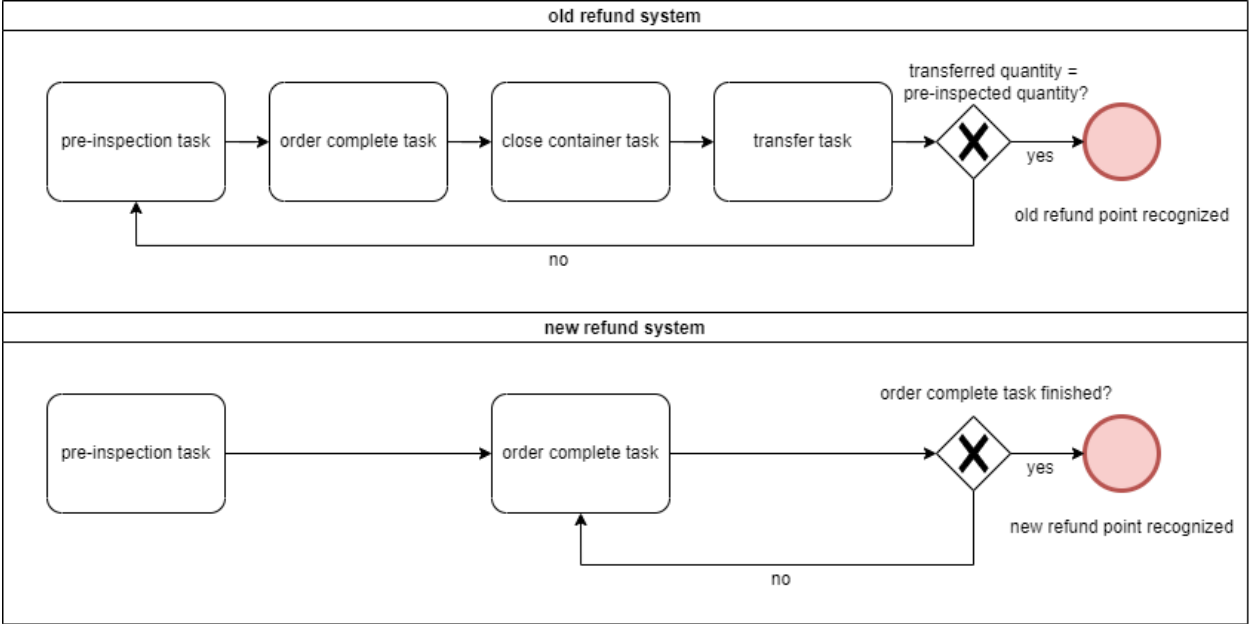 old refund system
transferred quantity =
pre-inspected quantity?
pre-inspection task
order complete task
close container task
transfer task
yes
old refund point recognized
no
new refund system
order complete task finished?
pre-inspection task
order complete task
yes
new refund point recognized
no